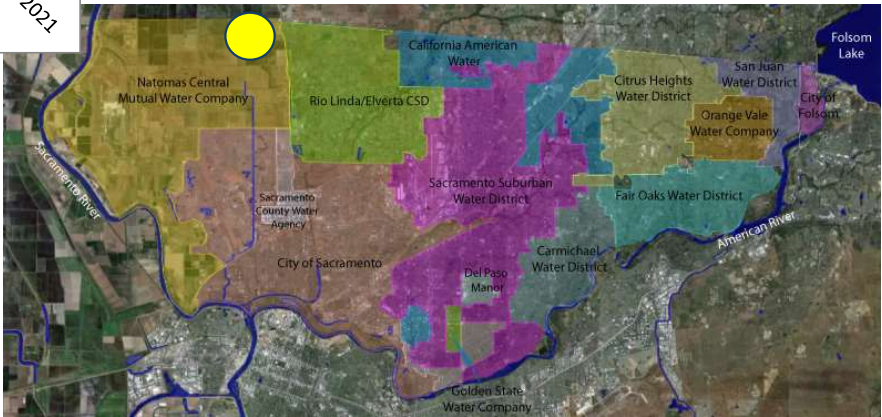 2021
Natomas Central
Mutual Water Company
Rio Linda/Elverta CSD
California American
Water
Citrus Heights
Water District
San Juan
Water District
Folsom
Lake
City of
Folsom
Orange Vale
Water Company
Sacramento River
Sacramento
County Water
Agency
Sacramento Suburban
Water District
Fair Oaks Water District
American River
City of Sacramento
Carmichael
Water District
Del Paso
Manor
Golden State
Water Company